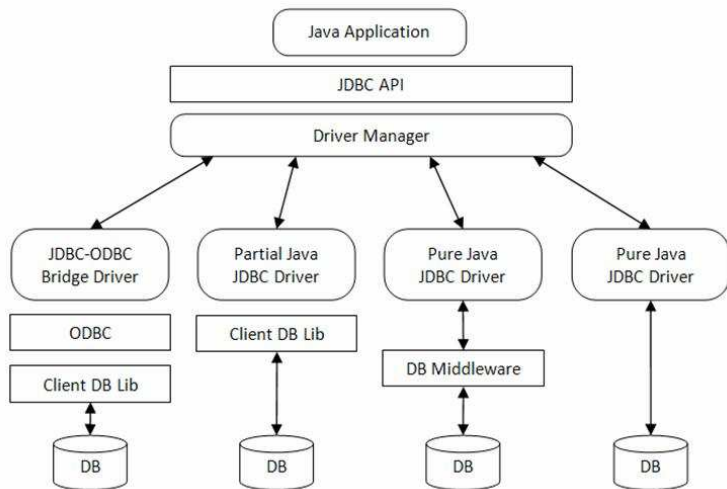 Java Application
JDBC API
Driver Manager
JDBC-ODBC
Bridge Driver
Partial Java
JDBC Driver
Pure Java
JDBC Driver
Pure Java
JDBC Driver
ODBC
Client DB Lib
Client DB Lib
DB Middleware
DB
DB
DB
DB